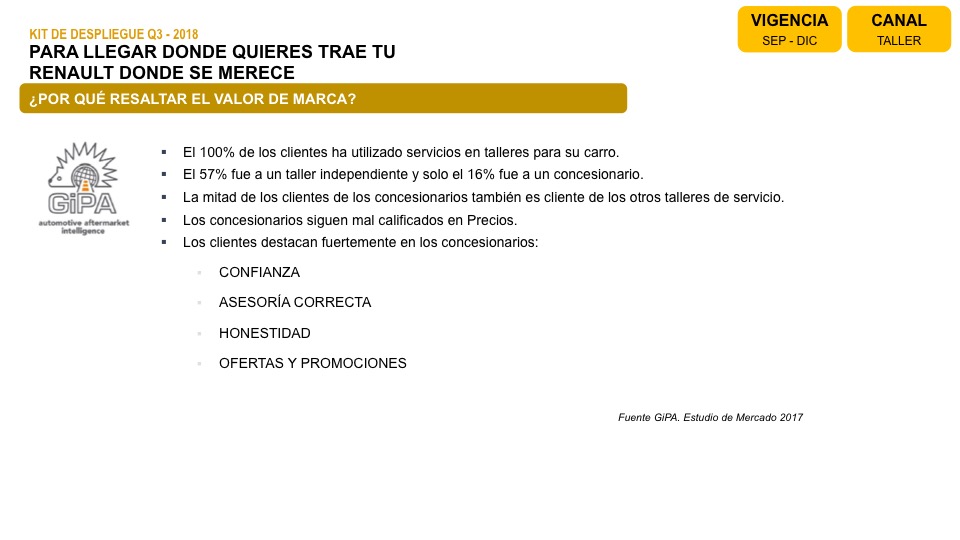 KIT DE DESPLIEGUE Q3 - 2018
PARA LLEGAR DONDE QUIERES TRAE TU
RENAULT DONDE SE MERECE
VIGENCIA
SEP - DIC
CANAL
TALLER
¿POR QUÉ RESALTAR EL VALOR DE MARCA?
GiPA
automotive aftermarket
intelligence
▪ El 100% de los clientes ha utilizado servicios en talleres para su carro.
▪ El 57% fue a un taller independiente y solo el 16% fue a un concesionario.
▪ La mitad de los clientes de los concesionarios también es cliente de los otros talleres de servicio.
▪ Los concesionarios siguen mal calificados en Precios.
▪ Los clientes destacan fuertemente en los concesionarios:
▪ CONFIANZA
▪ ASESORÍA CORRECTA
▪ HONESTIDAD
▪ OFERTAS Y PROMOCIONES
Fuente GiPA. Estudio de Mercado 2017